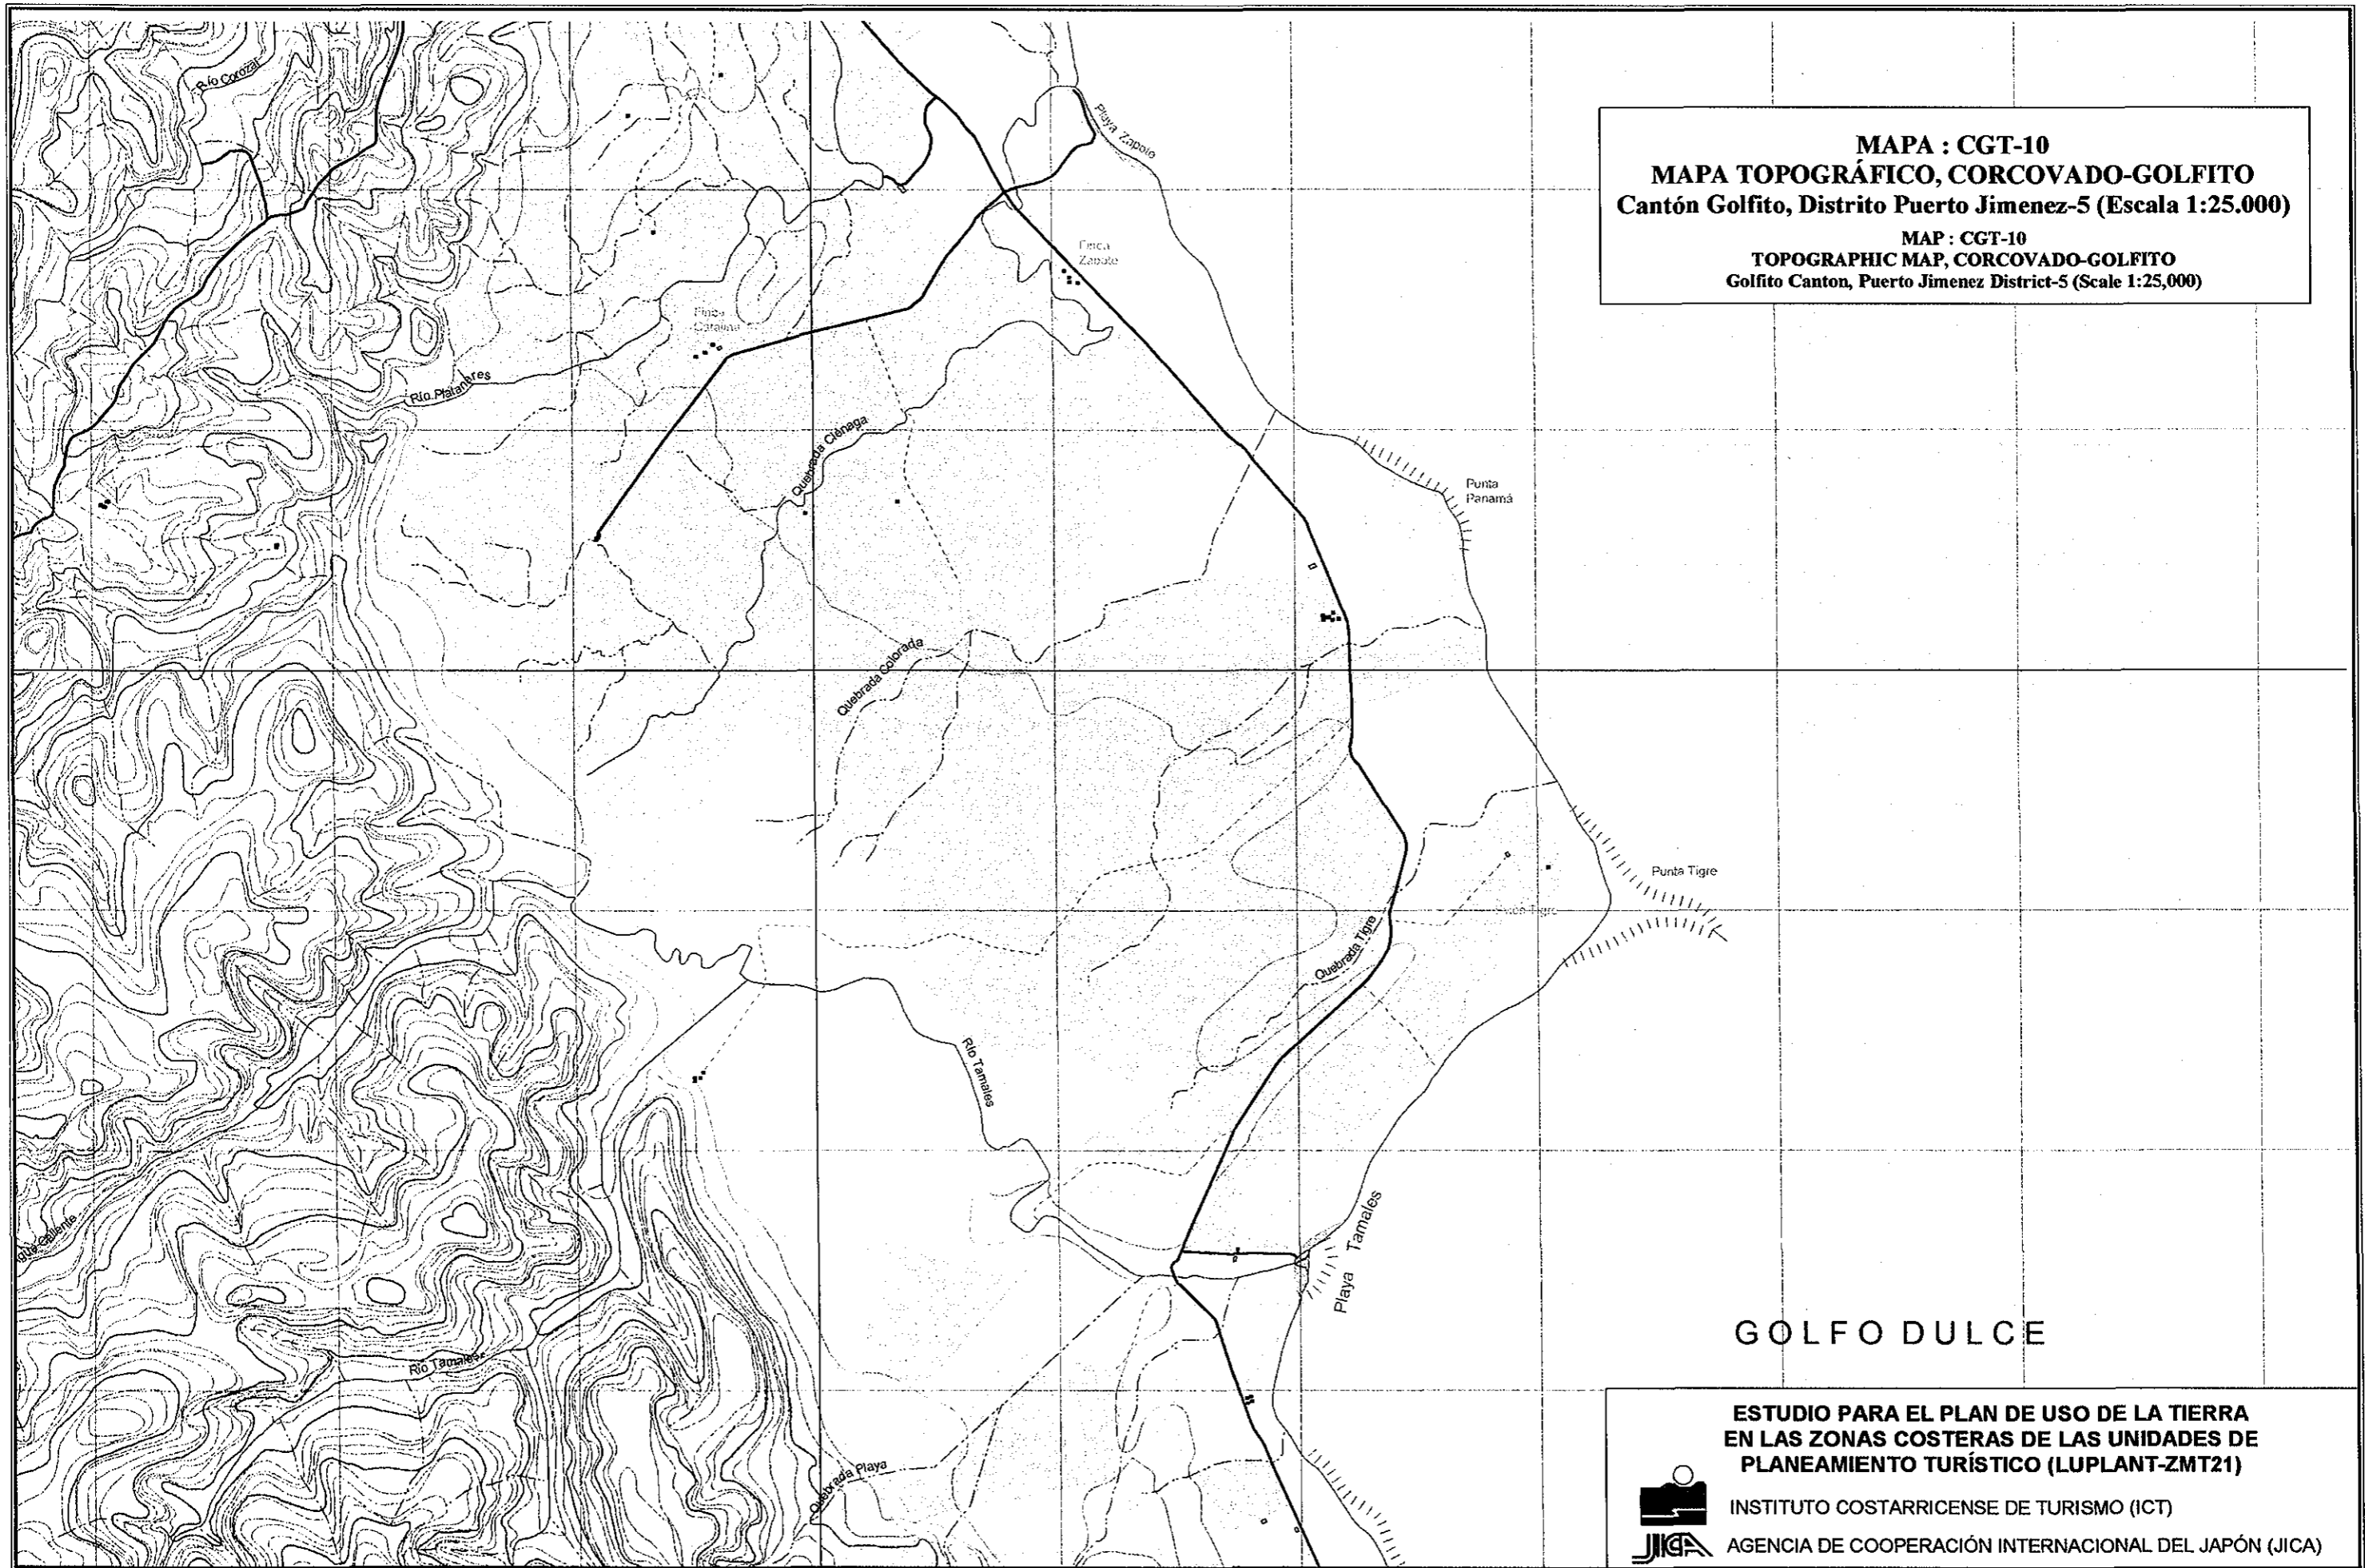 MAPA : CGT-10
MAPA TOPOGRÁFICO, CORCOVADO-GOLFITO
Cantón Golfito, Distrito Puerto Jimenez-5 (Escala 1:25.000)
MAP : CGT-10
TOPOGRAPHIC MAP, CORCOVADO-GOLFITO
Golfito Canton, Puerto Jimenez District-5 (Scale 1:25,000)
Río Corozal
Playa Zapote
Finca
Zapote
Finca
Catalina
Río Platanares
Quebrada Ciénaga
Punta
Panamá
Quebrada Colorada
Punta Tigre
Quebrada Tigre
Río Tamales
Playa Tamales
Agua Caliente
Río Tamales
Quebrada Playa
GOLFO DULCE
ESTUDIO PARA EL PLAN DE USO DE LA TIERRA
EN LAS ZONAS COSTERAS DE LAS UNIDADES DE
PLANEAMIENTO TURÍSTICO (LUPLANT-ZMT21)
INSTITUTO COSTARRICENSE DE TURISMO (ICT)
JICA AGENCIA DE COOPERACIÓN INTERNACIONAL DEL JAPÓN (JICA)